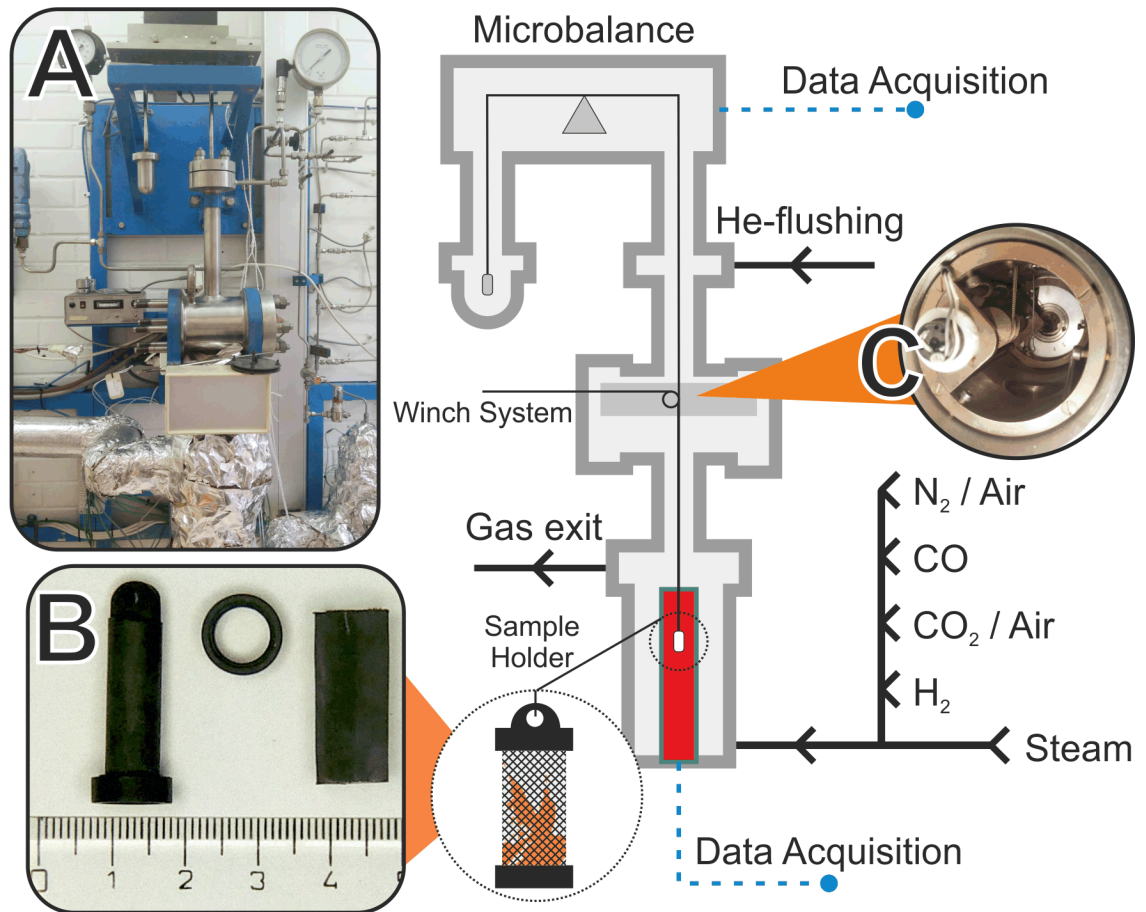 A
Microbalance
Data Acquisition
He-flushing
C
Winch System
N₂ / Air
CO
CO₂ / Air
H₂
Steam
Gas exit
Sample
Holder
B
0 1 2 3 4
Data Acquisition